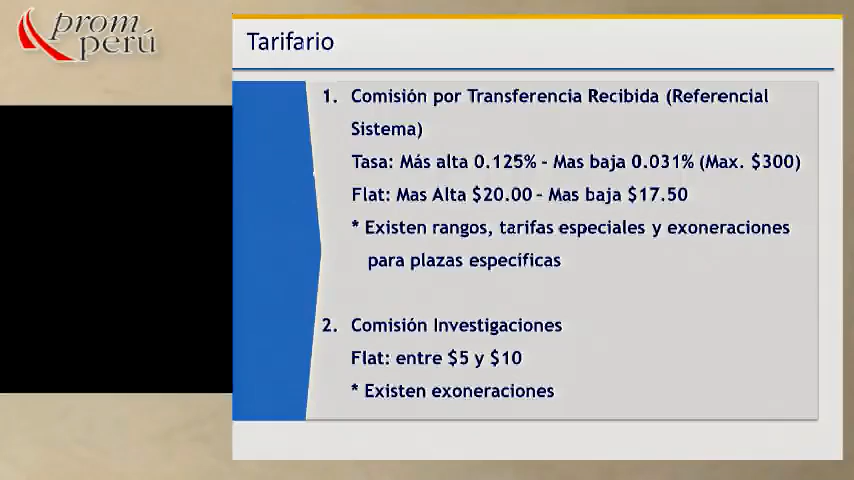 prom
perú
Tarifario
1. Comisión por Transferencia Recibida (Referencial
Sistema)
Tasa: Más alta 0.125% - Mas baja 0.031% (Max. $300)
Flat: Mas Alta $20.00 - Mas baja $17.50
* Existen rangos, tarifas especiales y exoneraciones
para plazas específicas
2. Comisión Investigaciones
Flat: entre $5 y $10
* Existen exoneraciones